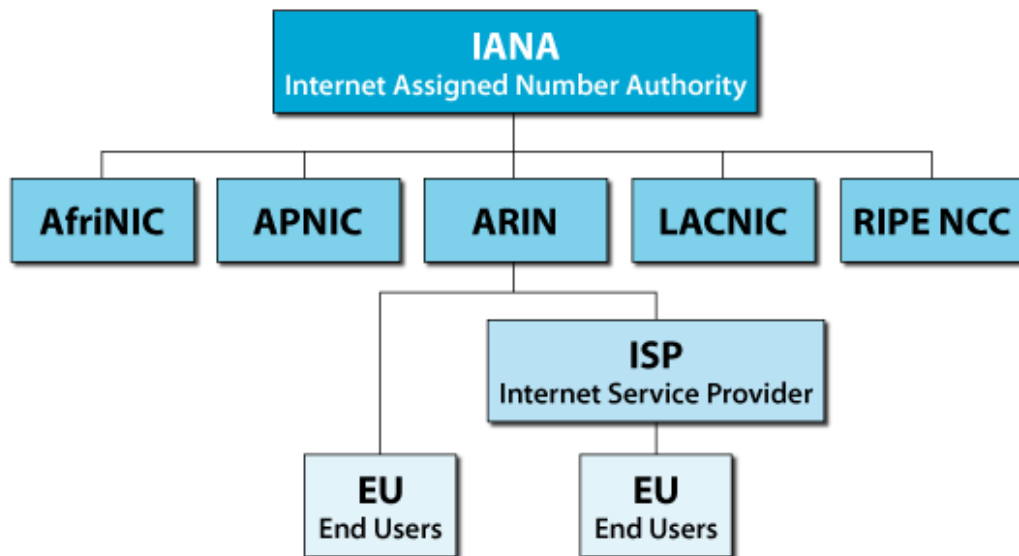 IANA
Internet Assigned Number Authority
AfriNIC
APNIC
ARIN
LACNIC
RIPE NCC
ISP
Internet Service Provider
EU
End Users
EU
End Users